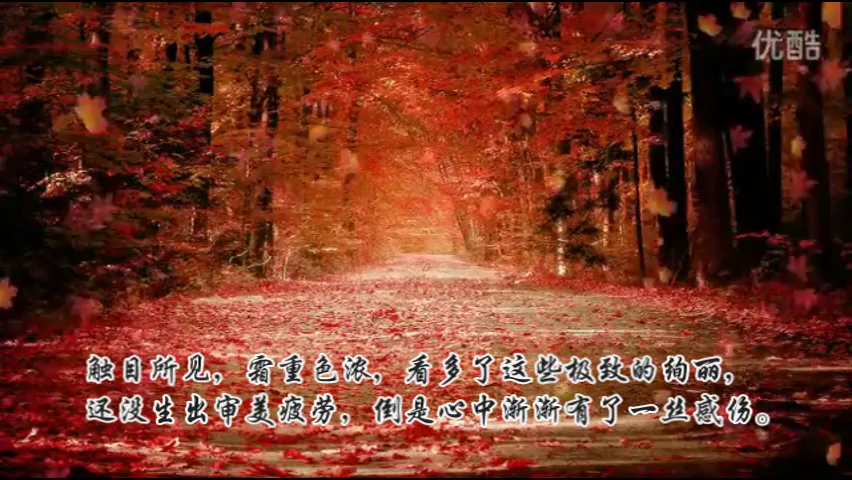 优酷
触目所见，霜重色浓，看多了这些极致的绚丽，
还没生出审美疲劳，倒是心中渐渐有了一丝感伤。